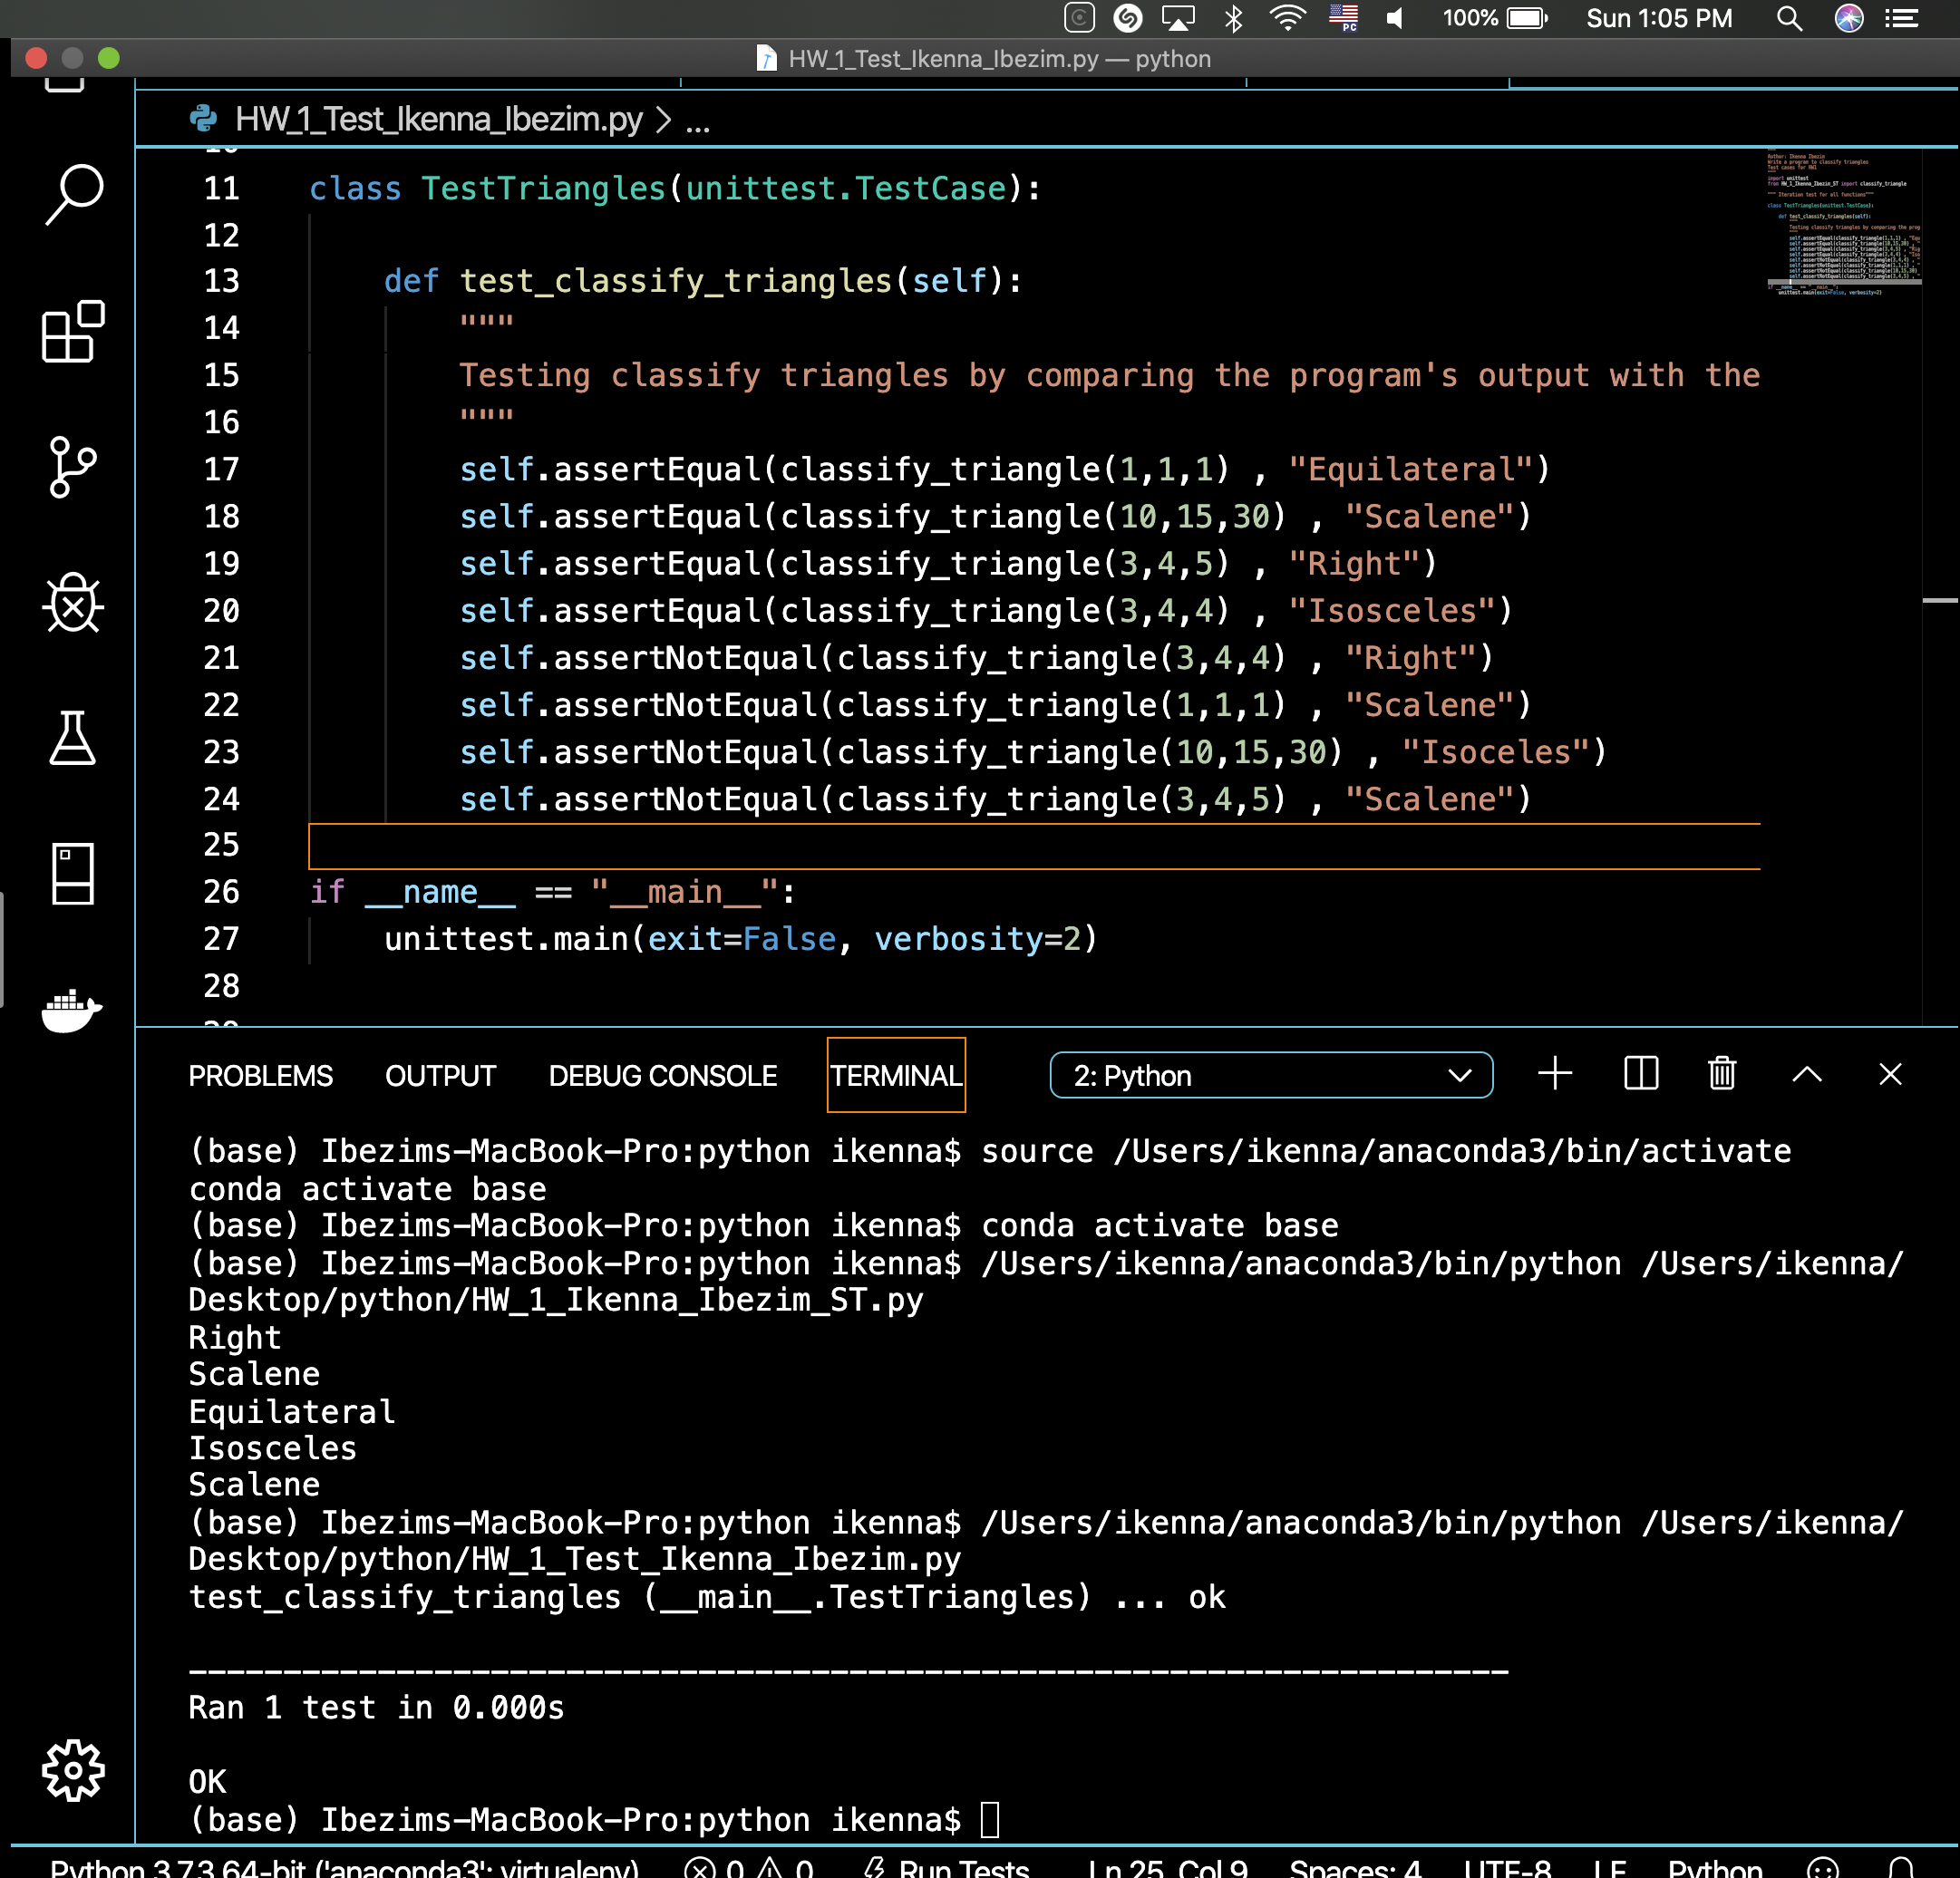 100% Sun 1:05 PM
PC
HW_1_Test_Ikenna_Ibezim.py — python
HW_1_Test_Ikenna_Ibezim.py > ...
11 class TestTriangles(unittest.TestCase):
12
13 def test_classify_triangles(self):
14 """
15 Testing classify triangles by comparing the program's output with the
16 """
17 self.assertEqual(classify_triangle(1,1,1) , "Equilateral")
18 self.assertEqual(classify_triangle(10,15,30) , "Scalene")
19 self.assertEqual(classify_triangle(3,4,5) , "Right")
20 self.assertEqual(classify_triangle(3,4,4) , "Isosceles")
21 self.assertNotEqual(classify_triangle(3,4,4) , "Right")
22 self.assertNotEqual(classify_triangle(1,1,1) , "Scalene")
23 self.assertNotEqual(classify_triangle(10,15,30) , "Isoceles")
24 self.assertNotEqual(classify_triangle(3,4,5) , "Scalene")
25
26 if __name__ == "__main__":
27 unittest.main(exit=False, verbosity=2)
28
PROBLEMS OUTPUT DEBUG CONSOLE TERMINAL 2: Python
(base) Ibezims-MacBook-Pro:python ikenna$ source /Users/ikenna/anaconda3/bin/activate
conda activate base
(base) Ibezims-MacBook-Pro:python ikenna$ conda activate base
(base) Ibezims-MacBook-Pro:python ikenna$ /Users/ikenna/anaconda3/bin/python /Users/ikenna/
Desktop/python/HW_1_Ikenna_Ibezim_ST.py
Right
Scalene
Equilateral
Isosceles
Scalene
(base) Ibezims-MacBook-Pro:python ikenna$ /Users/ikenna/anaconda3/bin/python /Users/ikenna/
Desktop/python/HW_1_Test_Ikenna_Ibezim.py
test_classify_triangles (__main__.TestTriangles) ... ok
----------------------------------------------------------------------
Ran 1 test in 0.000s
OK
(base) Ibezims-MacBook-Pro:python ikenna$
Python 3.7.3 64-bit ('anaconda3': virtualenv) 0 0 Run Tests Ln 25, Col 9 Spaces: 4 UTF-8 LF Python